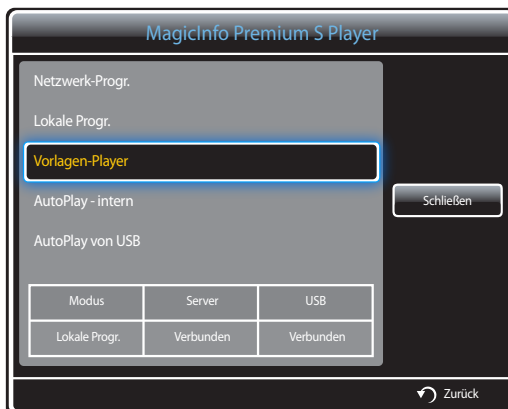 MagicInfo Premium S Player
Netzwerk-Progr.
Lokale Progr.
Vorlagen-Player
AutoPlay - intern
AutoPlay von USB
Schließen
Modus Server USB
Lokale Progr. Verbunden Verbunden
Zurück